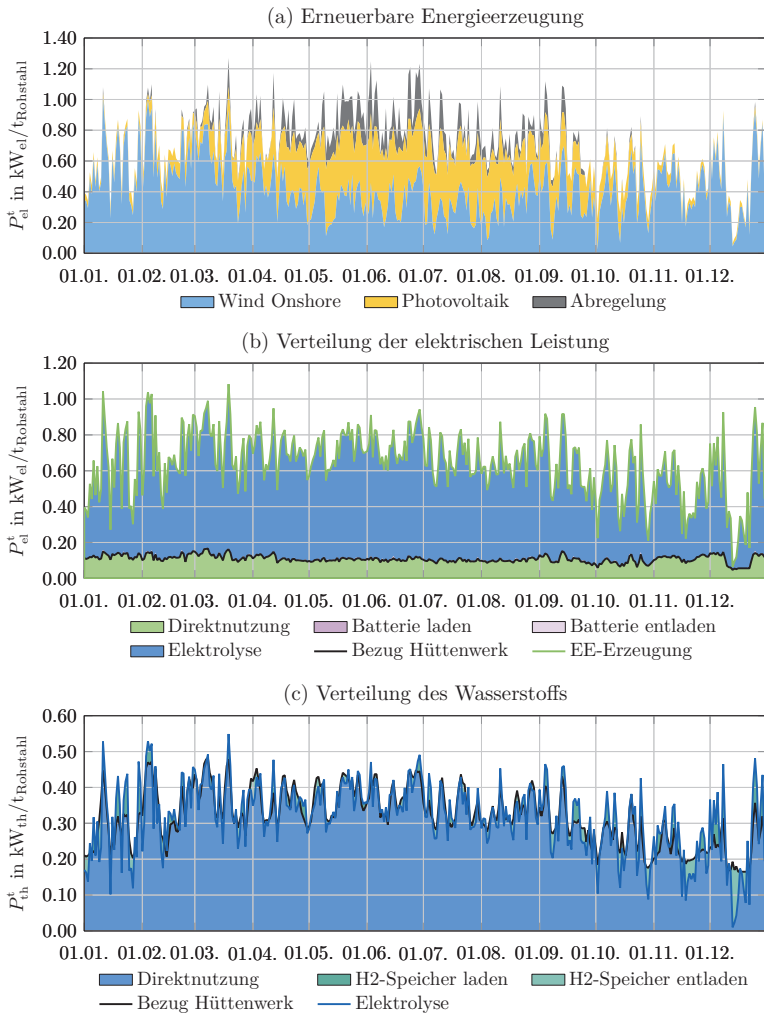 (a) Erneuerbare Energieerzeugung
P_el^t in kW_el/t_Rohstahl
1.40
1.20
1.00
0.80
0.60
0.40
0.20
0.00
01.01. 01.02. 01.03. 01.04. 01.05. 01.06. 01.07. 01.08. 01.09. 01.10. 01.11. 01.12.
Wind Onshore Photovoltaik Abregelung
(b) Verteilung der elektrischen Leistung
P_el^t in kW_el/t_Rohstahl
1.20
1.00
0.80
0.60
0.40
0.20
0.00
01.01. 01.02. 01.03. 01.04. 01.05. 01.06. 01.07. 01.08. 01.09. 01.10. 01.11. 01.12.
Direktnutzung Batterie laden Batterie entladen
Elektrolyse Bezug Hüttenwerk EE-Erzeugung
(c) Verteilung des Wasserstoffs
P_th^t in kW_th/t_Rohstahl
0.60
0.50
0.40
0.30
0.20
0.10
0.00
01.01. 01.02. 01.03. 01.04. 01.05. 01.06. 01.07. 01.08. 01.09. 01.10. 01.11. 01.12.
Direktnutzung H2-Speicher laden H2-Speicher entladen
Bezug Hüttenwerk Elektrolyse